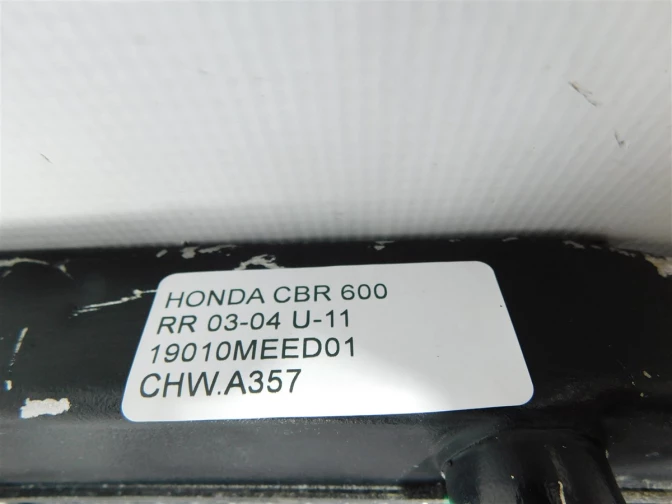 HONDA CBR 600
RR 03-04 U-11
19010MEED01
CHW.A357